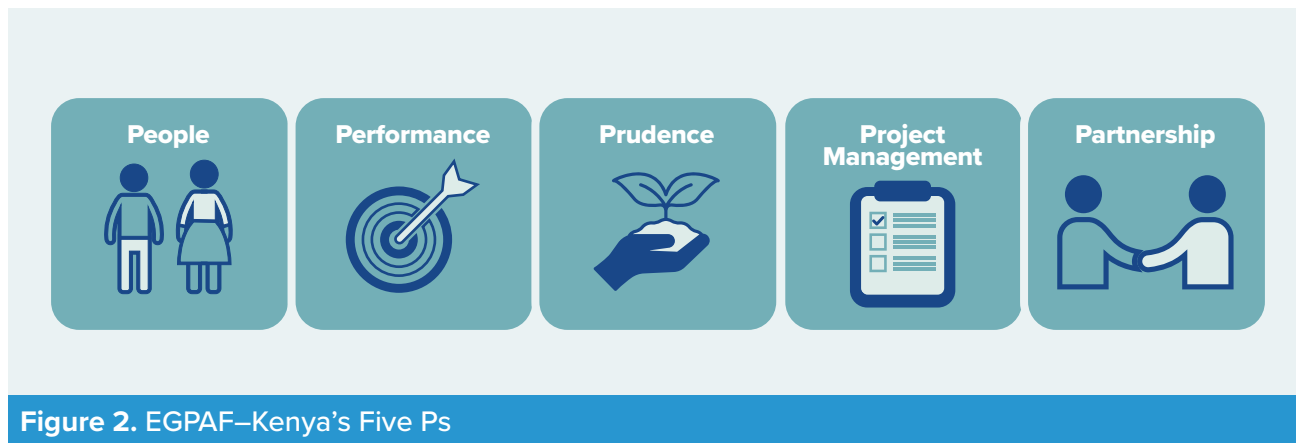 People
Performance
Prudence
Project
Management
Partnership
Figure 2. EGPAF–Kenya’s Five Ps